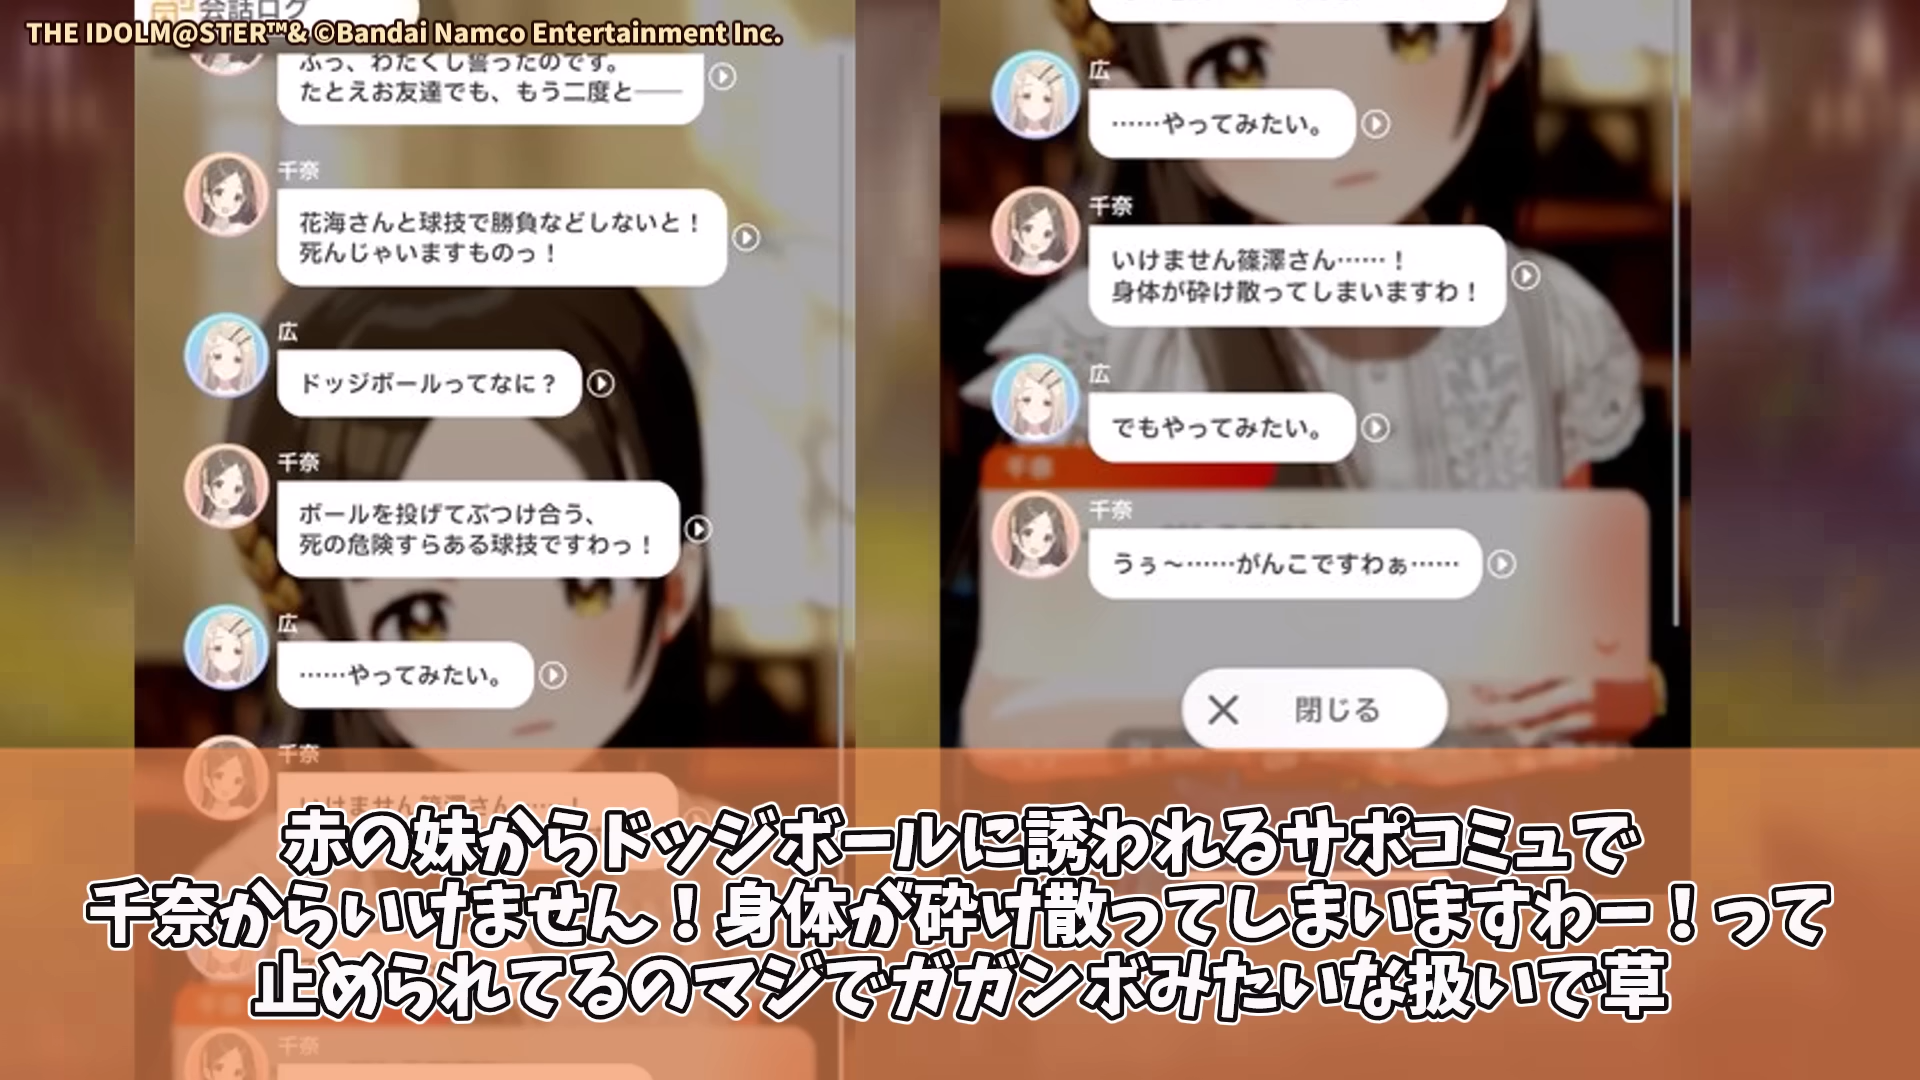 会話ログ
THE IDOLM@STER™& ©Bandai Namco Entertainment Inc.
ふっ、わたくし誓ったのです。
たとえお友達でも、もう二度と──
千奈
花海さんと球技で勝負などしないと！
死んじゃいますものっ！
広
ドッジボールってなに？
千奈
ボールを投げてぶつけ合う、
死の危険すらある球技ですわっ！
広
……やってみたい。
千奈
いけません篠澤さん……！
千奈
広
……やってみたい。
千奈
いけません篠澤さん……！
身体が砕け散ってしまいますわ！
広
でもやってみたい。
千奈
千奈
うぅ～……がんこですわぁ……
閉じる
赤の妹からドッジボールに誘われるサポコミュで
千奈からいけません！身体が砕け散ってしまいますわー！って
止められてるのマジでガガンボみたいな扱いで草